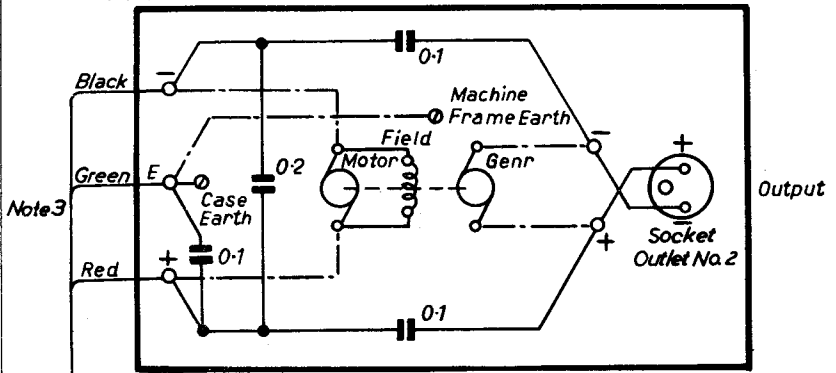 0·1
Black
–
Machine
Frame Earth
Field
Motor
Genr
–
+
Green
E
0·2
Case
Earth
Note 3
Output
0·1
+
Red
+
–
Socket
Outlet No. 2
0·1